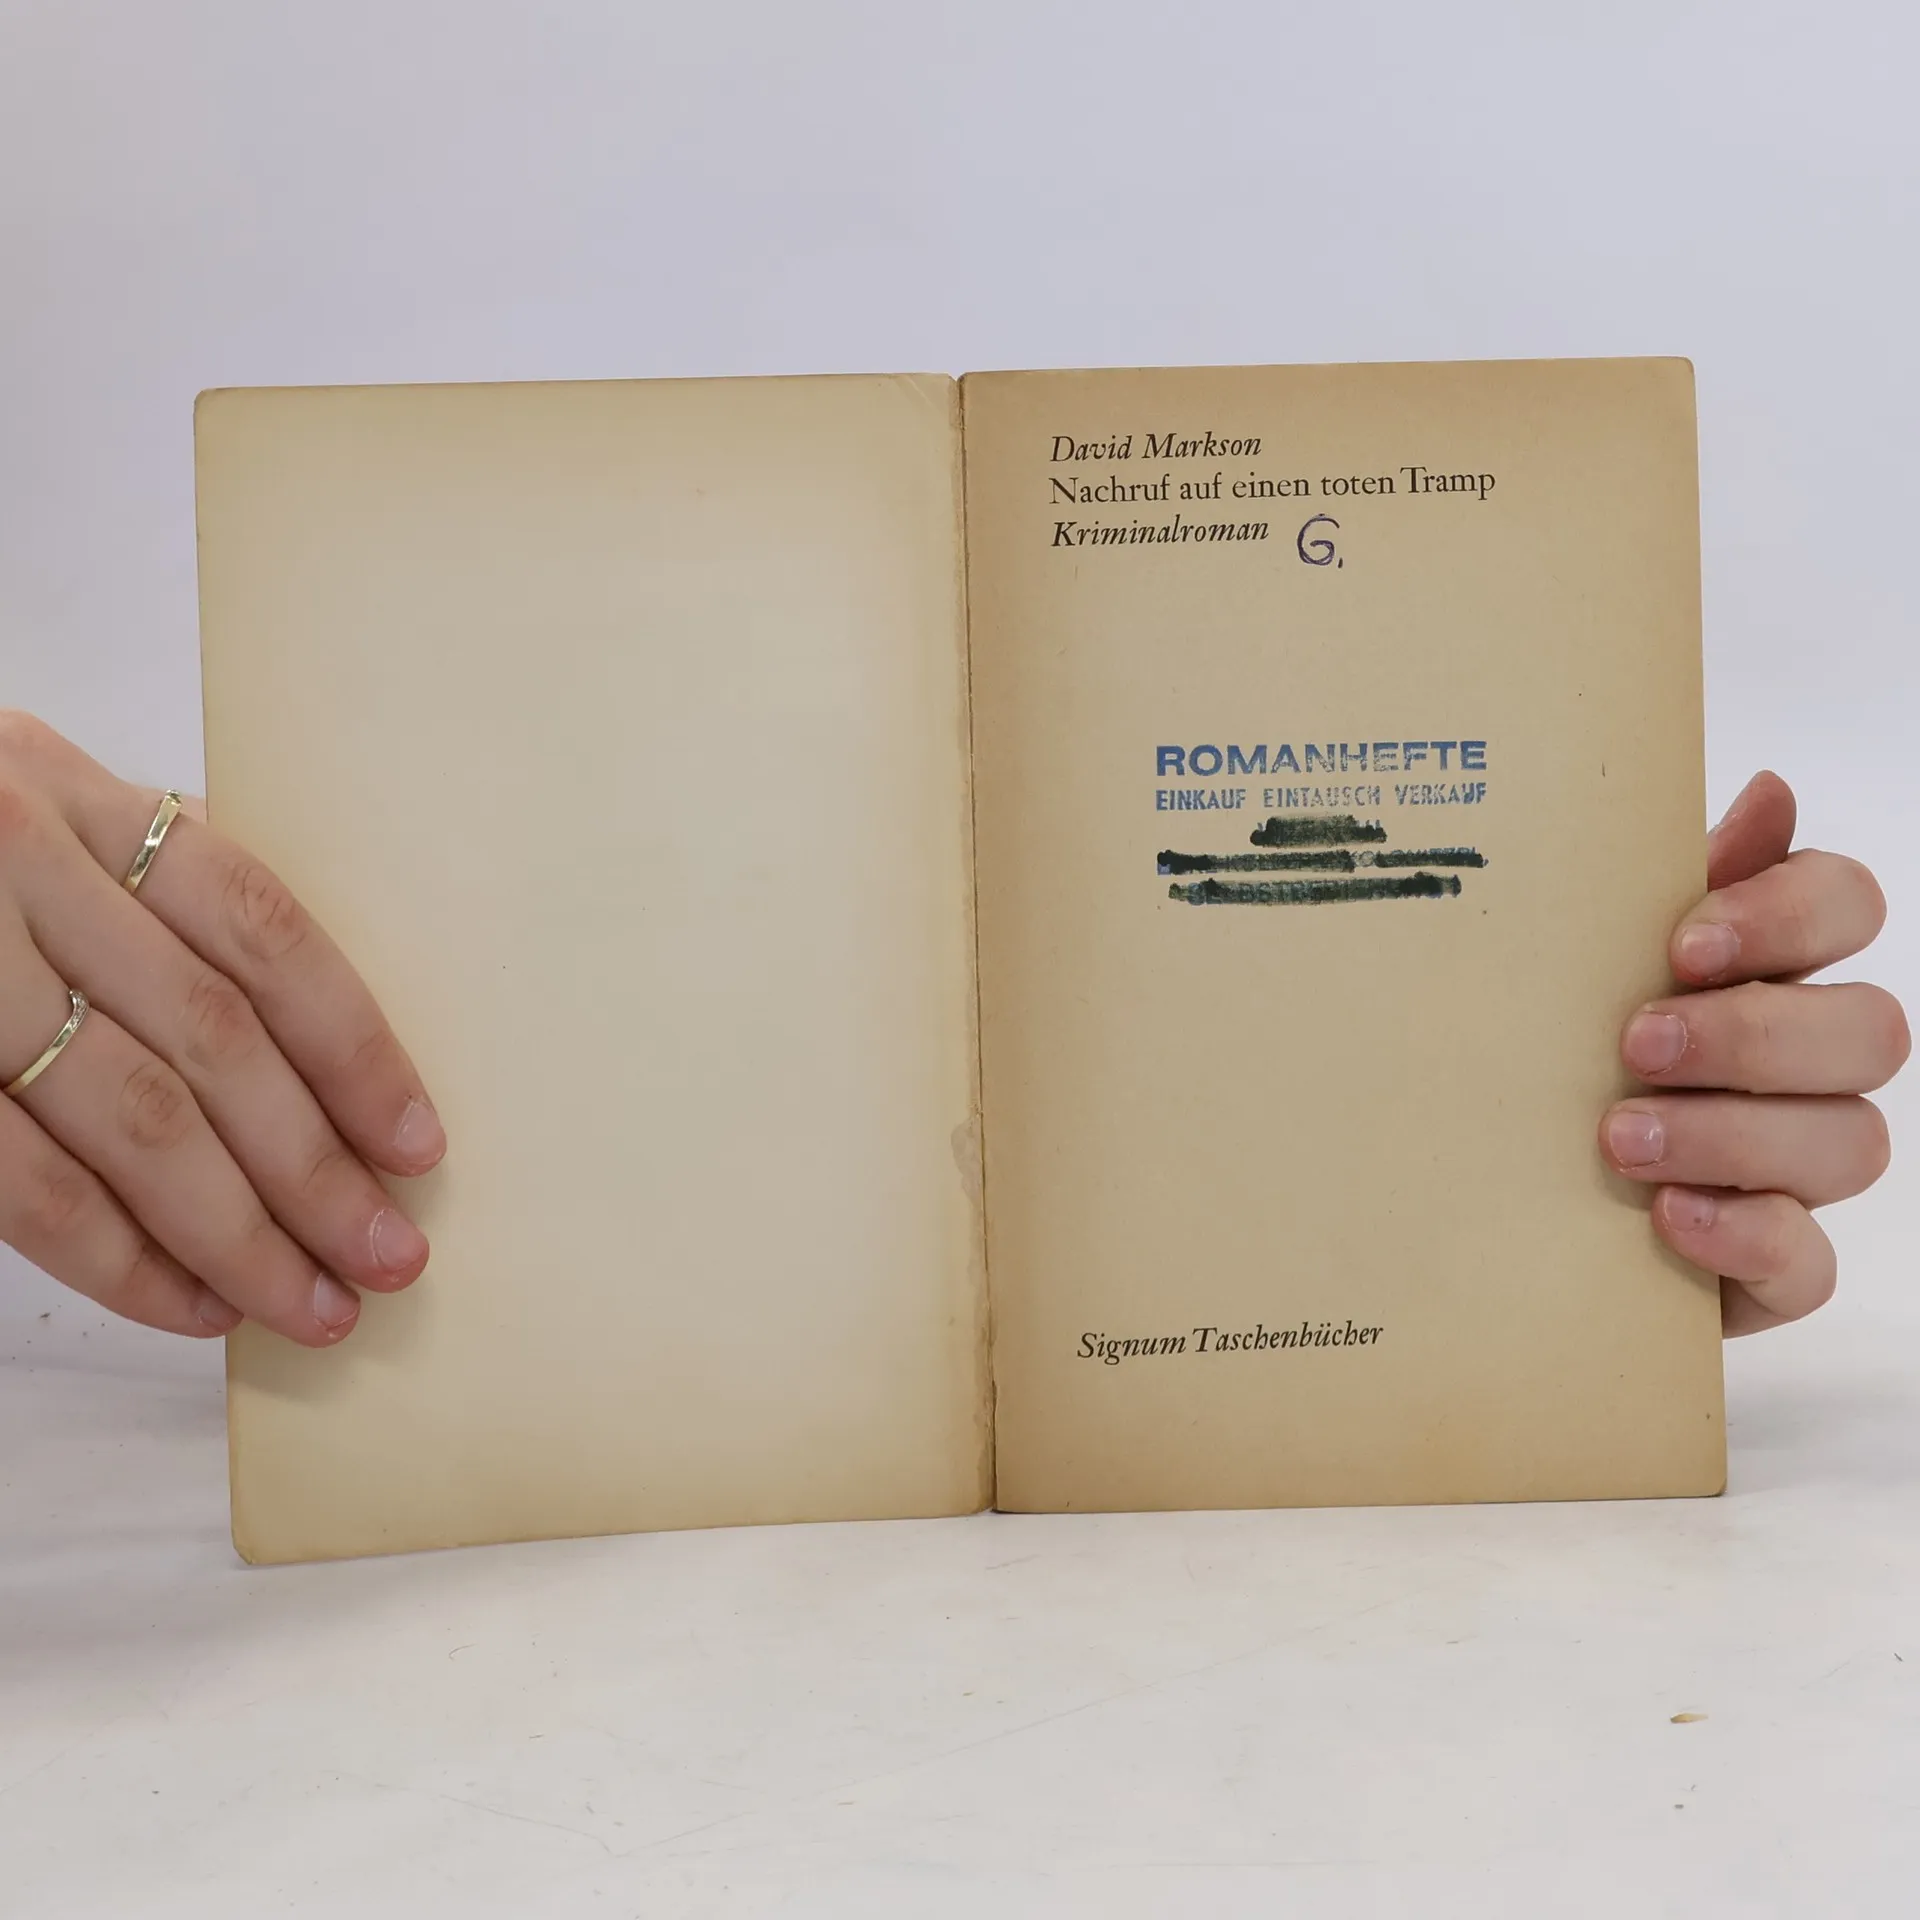 David Markson
Nachruf auf einen toten Tramp
Kriminalroman G.
ROMANHEFTE
EINKAUF EINTAUSCH VERKAUF
Signum Taschenbücher